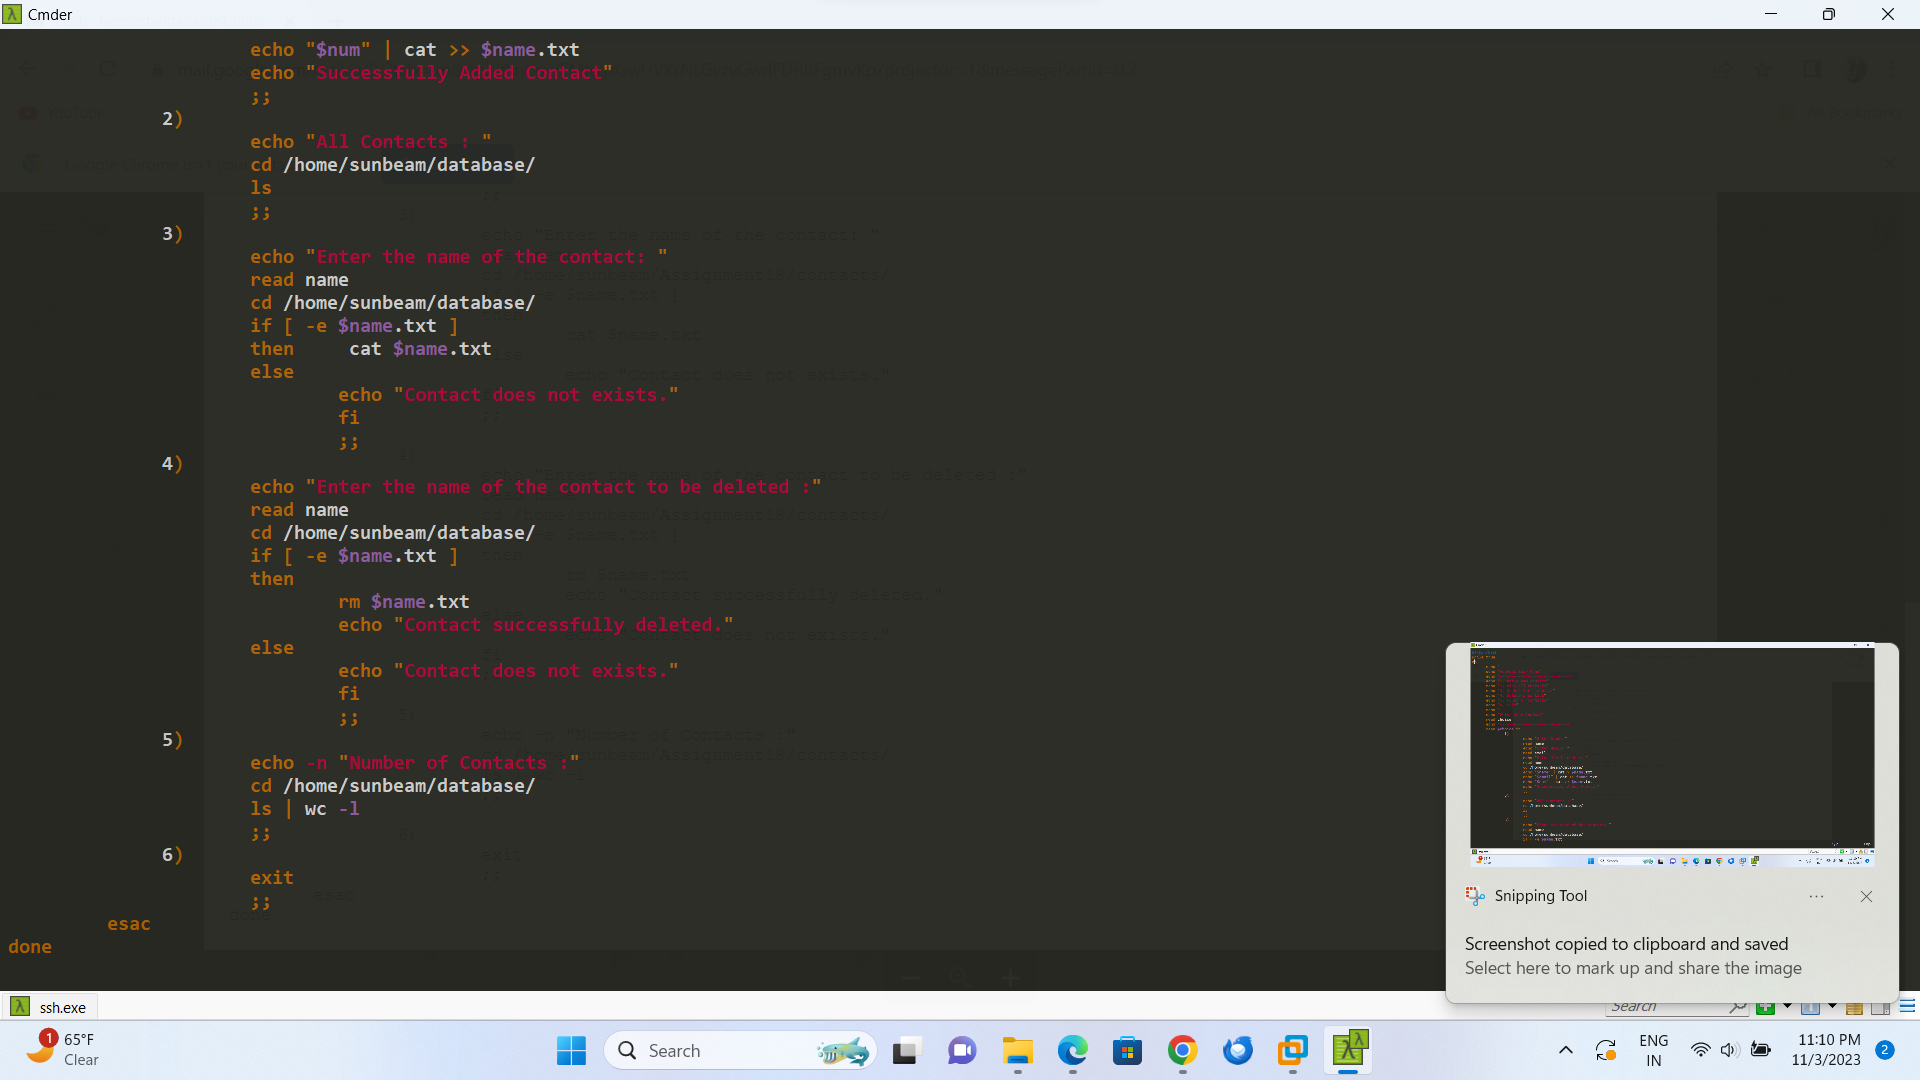 Cmder
echo "$num" | cat >> $name.txt
echo "Successfully Added Contact"
;;
2)
echo "All Contacts : "
cd /home/sunbeam/database/
ls
;;
3)
echo "Enter the name of the contact: "
read name
cd /home/sunbeam/database/
if [ -e $name.txt ]
then cat $name.txt
else
echo "Contact does not exists."
fi
;;
4)
echo "Enter the name of the contact to be deleted :"
read name
cd /home/sunbeam/database/
if [ -e $name.txt ]
then
rm $name.txt
echo "Contact successfully deleted."
else
echo "Contact does not exists."
fi
;;
5)
echo -n "Number of Contacts :"
cd /home/sunbeam/database/
ls | wc -l
;;
6)
exit
;;
esac
done
Snipping Tool
Screenshot copied to clipboard and saved
Select here to mark up and share the image
ssh.exe
Search
1
65°F
Clear
Search
ENG
IN
11:10 PM
11/3/2023
2